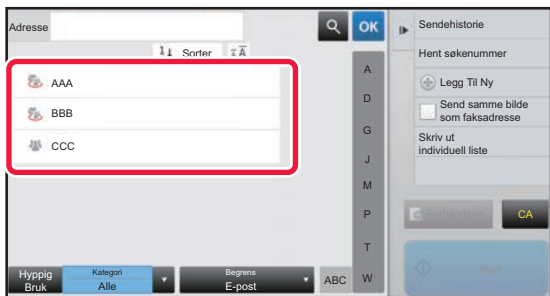 Adresse
OK
Sorter
AAA
BBB
CCC
A
D
G
J
M
P
T
W
Hyppig
Bruk
Kategori
Alle
Begrens
E-post
ABC
Sendehistorie
Hent søkenummer
Legg Til Ny
Send samme bilde
som faksadresse
Skriv ut
individuell liste
CA
Start